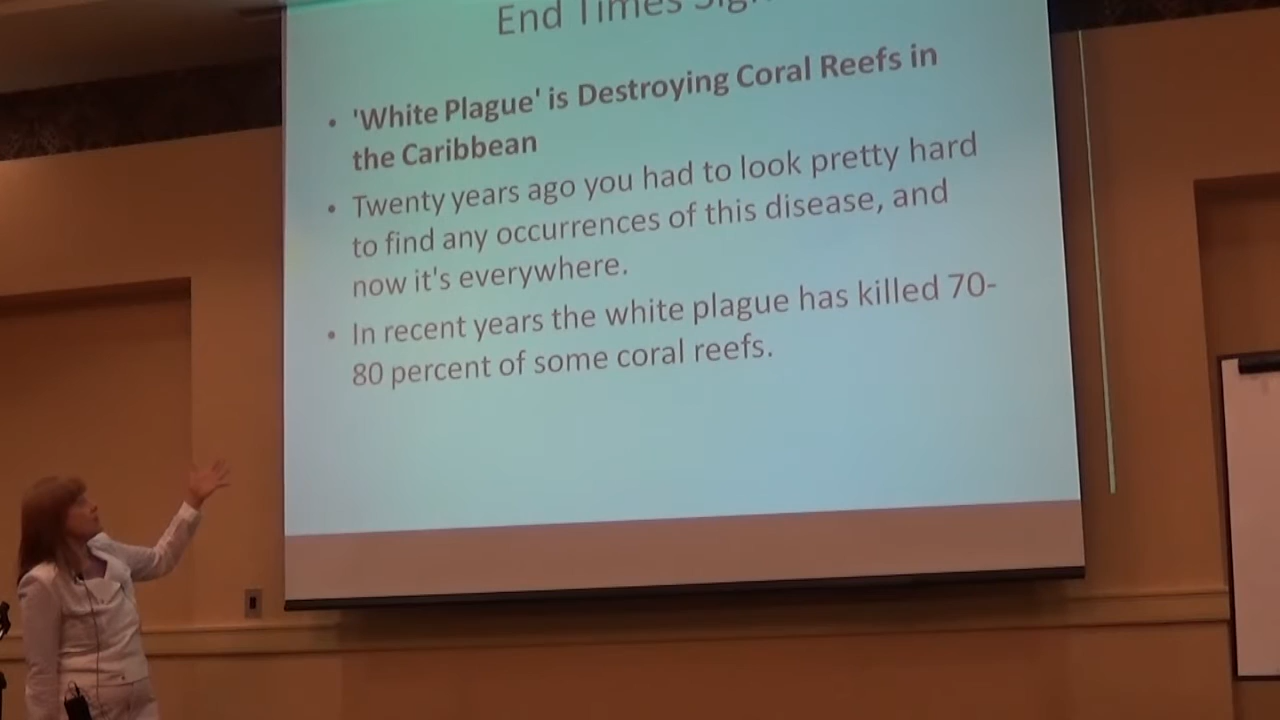 End Times
• 'White Plague' is Destroying Coral Reefs in
the Caribbean
• Twenty years ago you had to look pretty hard
to find any occurrences of this disease, and
now it's everywhere.
• In recent years the white plague has killed 70-
80 percent of some coral reefs.